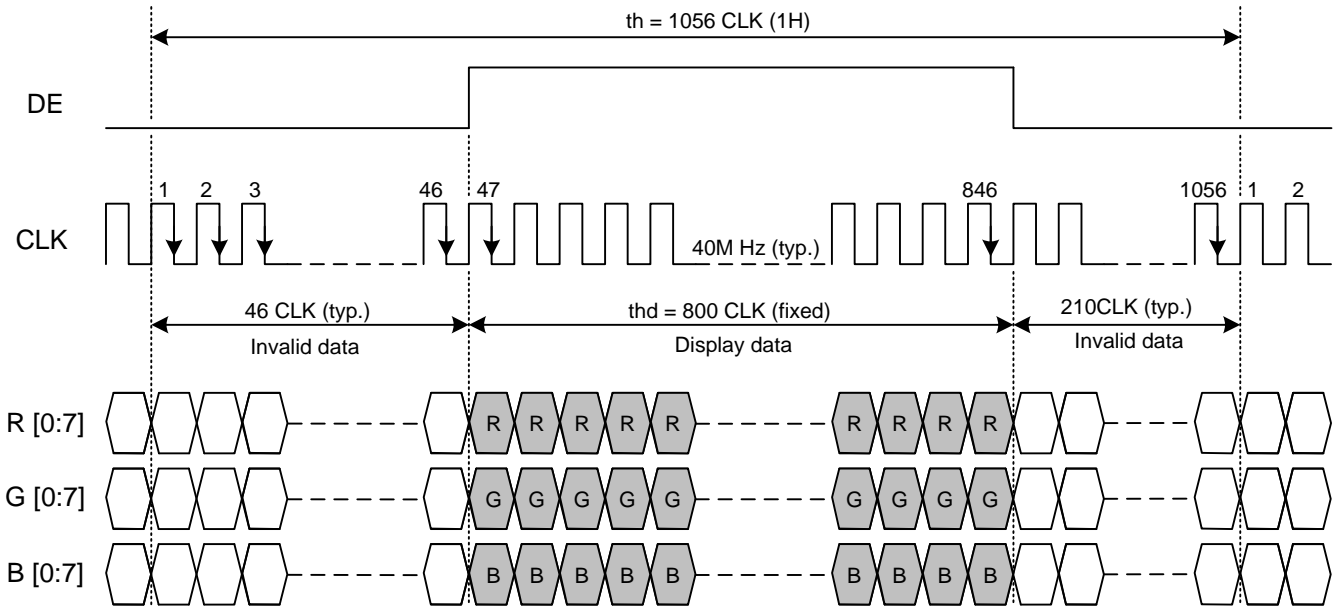 th = 1056 CLK (1H)
DE
1 2 3 46 47 846 1056 1 2
CLK
40M Hz (typ.)
46 CLK (typ.) thd = 800 CLK (fixed) 210CLK (typ.)
Invalid data Display data Invalid data
R [0:7] R R R R R R R R R
G [0:7] G G G G G G G G G
B [0:7] B B B B B B B B B